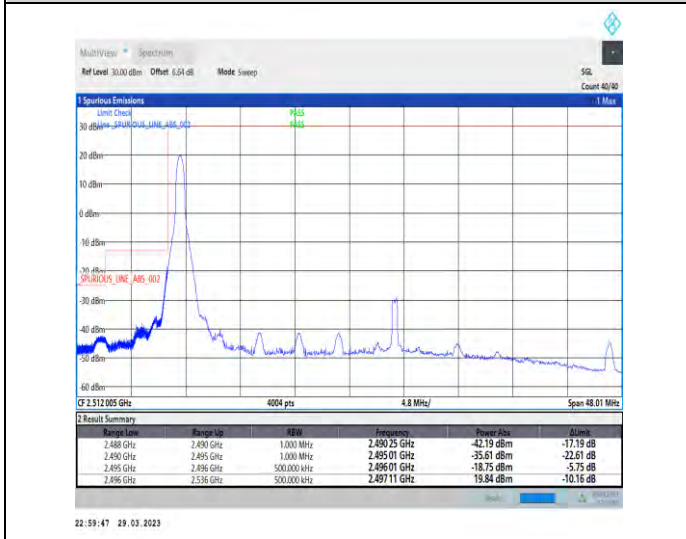 MultiView Spectrum
Ref Level 30.00 dBm Offset 6.64 dB Mode Sweep SGL
Count 40/40
1 Spurious Emissions 1 Max
Limit Check PASS
Line _SPURIOUS_LINE_ABS_002 PASS
30 dBm
20 dBm
10 dBm
0 dBm
-10 dBm
-20 dBm
_SPURIOUS_LINE_ABS_002
-30 dBm
-40 dBm
-50 dBm
-60 dBm
CF 2.512 005 GHz 4004 pts 4.8 MHz/ Span 48.01 MHz
2 Result Summary
Range Low Range Up RBW Frequency Power Abs ΔLimit
2.488 GHz 2.490 GHz 1.000 MHz 2.490 25 GHz -42.19 dBm -17.19 dB
2.490 GHz 2.495 GHz 1.000 MHz 2.495 01 GHz -35.61 dBm -22.61 dB
2.495 GHz 2.496 GHz 500.000 kHz 2.496 01 GHz -18.75 dBm -5.75 dB
2.496 GHz 2.536 GHz 500.000 kHz 2.497 11 GHz 19.84 dBm -10.16 dB
22:59:47 29.03.2023